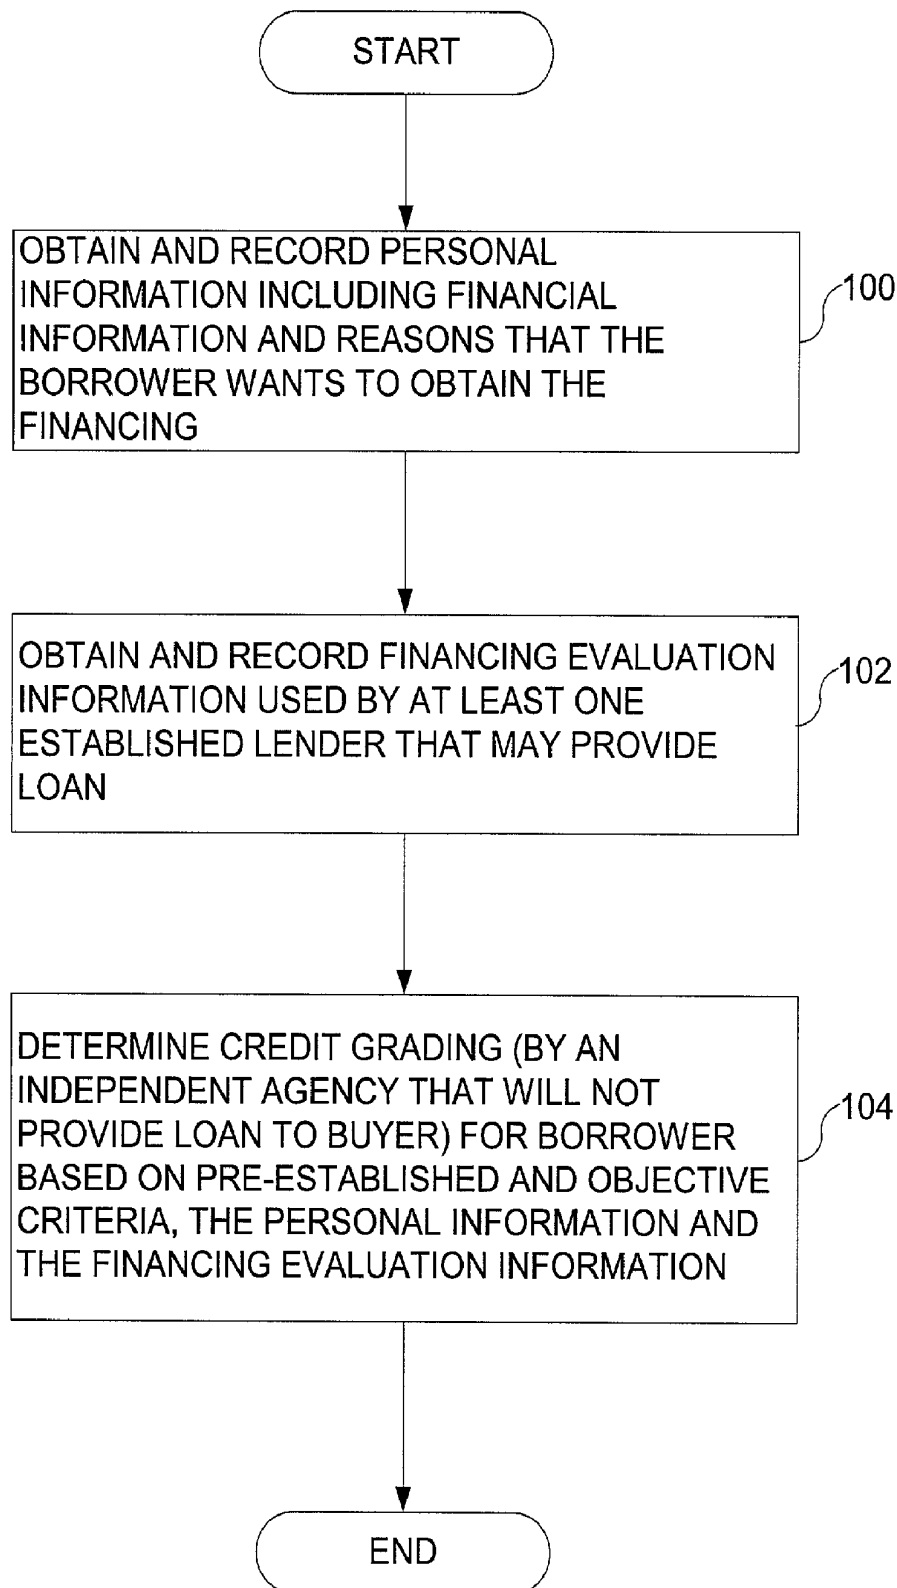 START
OBTAIN AND RECORD PERSONAL
INFORMATION INCLUDING FINANCIAL
INFORMATION AND REASONS THAT THE
BORROWER WANTS TO OBTAIN THE
FINANCING
100
OBTAIN AND RECORD FINANCING EVALUATION
INFORMATION USED BY AT LEAST ONE
ESTABLISHED LENDER THAT MAY PROVIDE
LOAN
102
DETERMINE CREDIT GRADING (BY AN
INDEPENDENT AGENCY THAT WILL NOT
PROVIDE LOAN TO BUYER) FOR BORROWER
BASED ON PRE-ESTABLISHED AND OBJECTIVE
CRITERIA, THE PERSONAL INFORMATION AND
THE FINANCING EVALUATION INFORMATION
104
END